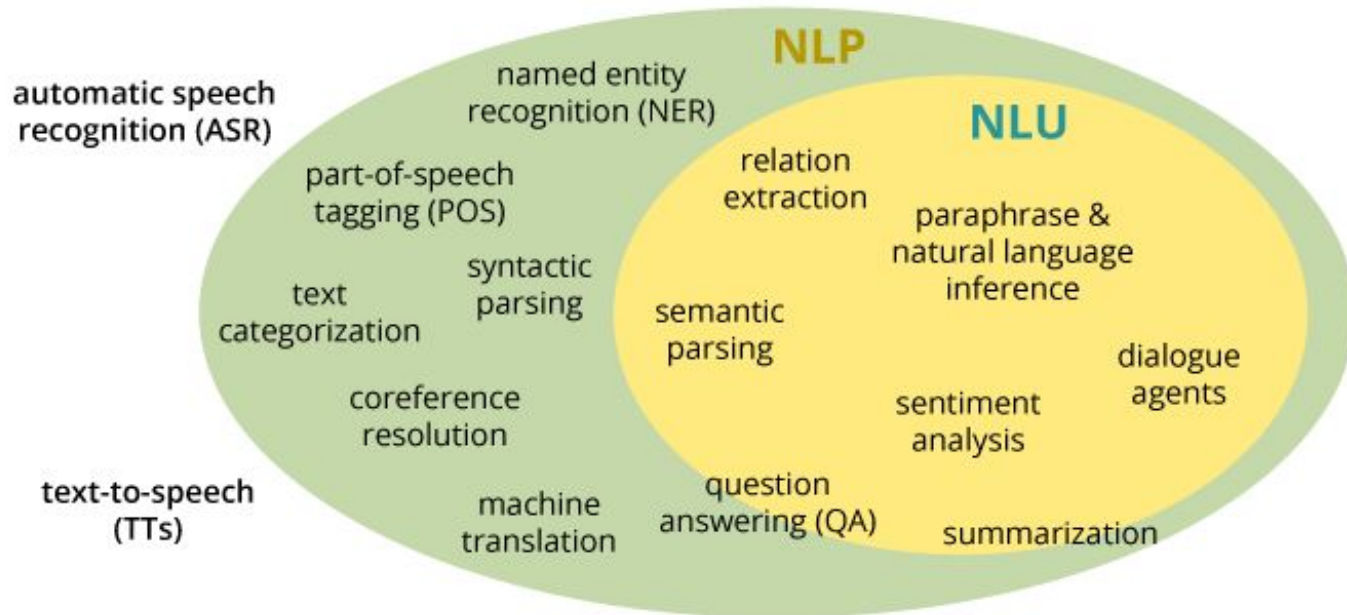 NLP
named entity
recognition (NER)
automatic speech
recognition (ASR)
NLU
relation
extraction
part-of-speech
tagging (POS)
paraphrase &
natural language
inference
syntactic
parsing
text
categorization
semantic
parsing
dialogue
agents
coreference
resolution
sentiment
analysis
text-to-speech
(TTs)
machine
translation
question
answering (QA)
summarization